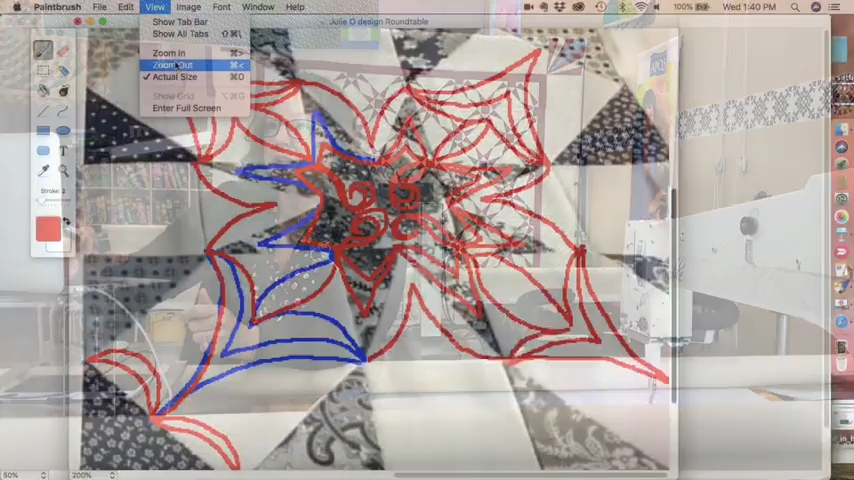 Paintbrush File Edit View Image Font Window Help 100% Wed 1:40 PM
Julie O design Roundtable
Show Tab Bar
Show All Tabs ⇧⌘\
Zoom In ⌘>
Zoom Out ⌘<
Actual Size ⌘0
Show Grid ⌥⌘G
Enter Full Screen
T
Stroke: 2
50% 200%